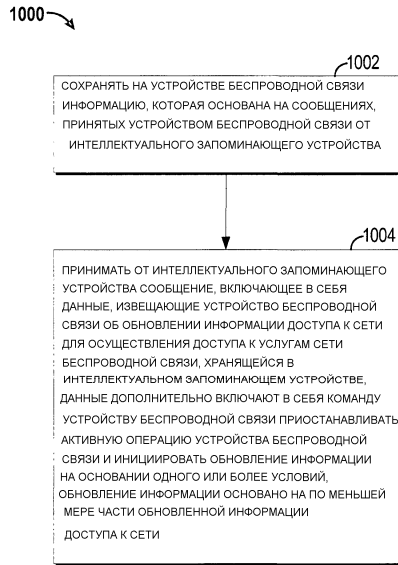 1000
1002
СОХРАНЯТЬ НА УСТРОЙСТВЕ БЕСПРОВОДНОЙ СВЯЗИ
ИНФОРМАЦИЮ, КОТОРАЯ ОСНОВАНА НА СООБЩЕНИЯХ,
ПРИНЯТЫХ УСТРОЙСТВОМ БЕСПРОВОДНОЙ СВЯЗИ ОТ
ИНТЕЛЛЕКТУАЛЬНОГО ЗАПОМИНАЮЩЕГО УСТРОЙСТВА
1004
ПРИНИМАТЬ ОТ ИНТЕЛЛЕКТУАЛЬНОГО ЗАПОМИНАЮЩЕГО
УСТРОЙСТВА СООБЩЕНИЕ, ВКЛЮЧАЮЩЕЕ В СЕБЯ
ДАННЫЕ, ИЗВЕЩАЮЩИЕ УСТРОЙСТВО БЕСПРОВОДНОЙ
СВЯЗИ ОБ ОБНОВЛЕНИИ ИНФОРМАЦИИ ДОСТУПА К СЕТИ
ДЛЯ ОСУЩЕСТВЛЕНИЯ ДОСТУПА К УСЛУГАМ СЕТИ
БЕСПРОВОДНОЙ СВЯЗИ, ХРАНЯЩЕЙСЯ В
ИНТЕЛЛЕКТУАЛЬНОМ ЗАПОМИНАЮЩЕМ УСТРОЙСТВЕ,
ДАННЫЕ ДОПОЛНИТЕЛЬНО ВКЛЮЧАЮТ В СЕБЯ КОМАНДУ
УСТРОЙСТВУ БЕСПРОВОДНОЙ СВЯЗИ ПРИОСТАНАВЛИВАТЬ
АКТИВНУЮ ОПЕРАЦИЮ УСТРОЙСТВА БЕСПРОВОДНОЙ
СВЯЗИ И ИНИЦИИРОВАТЬ ОБНОВЛЕНИЕ ИНФОРМАЦИИ
НА ОСНОВАНИИ ОДНОГО ИЛИ БОЛЕЕ УСЛОВИЙ,
ОБНОВЛЕНИЕ ИНФОРМАЦИИ ОСНОВАНО НА ПО МЕНЬШЕЙ
МЕРЕ ЧАСТИ ОБНОВЛЕННОЙ ИНФОРМАЦИИ
ДОСТУПА К СЕТИ